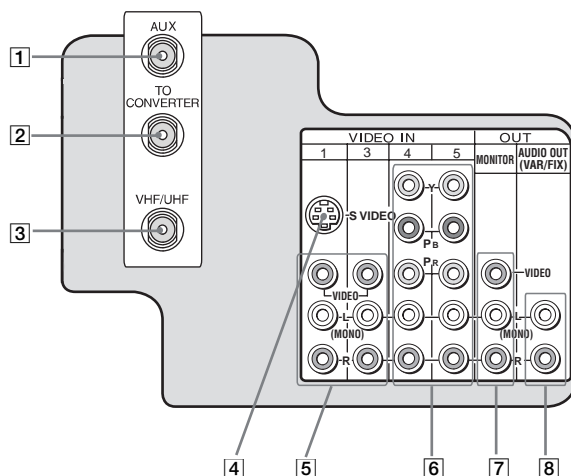 AUX
1
TO
CONVERTER
2
VHF/UHF
3
VIDEO IN
OUT
1 3 4 5
MONITOR
AUDIO OUT
(VAR/FIX)
Y
S VIDEO
PB
PR
VIDEO
VIDEO
L
L
(MONO)
(MONO)
R
R
4 5 6 7 8